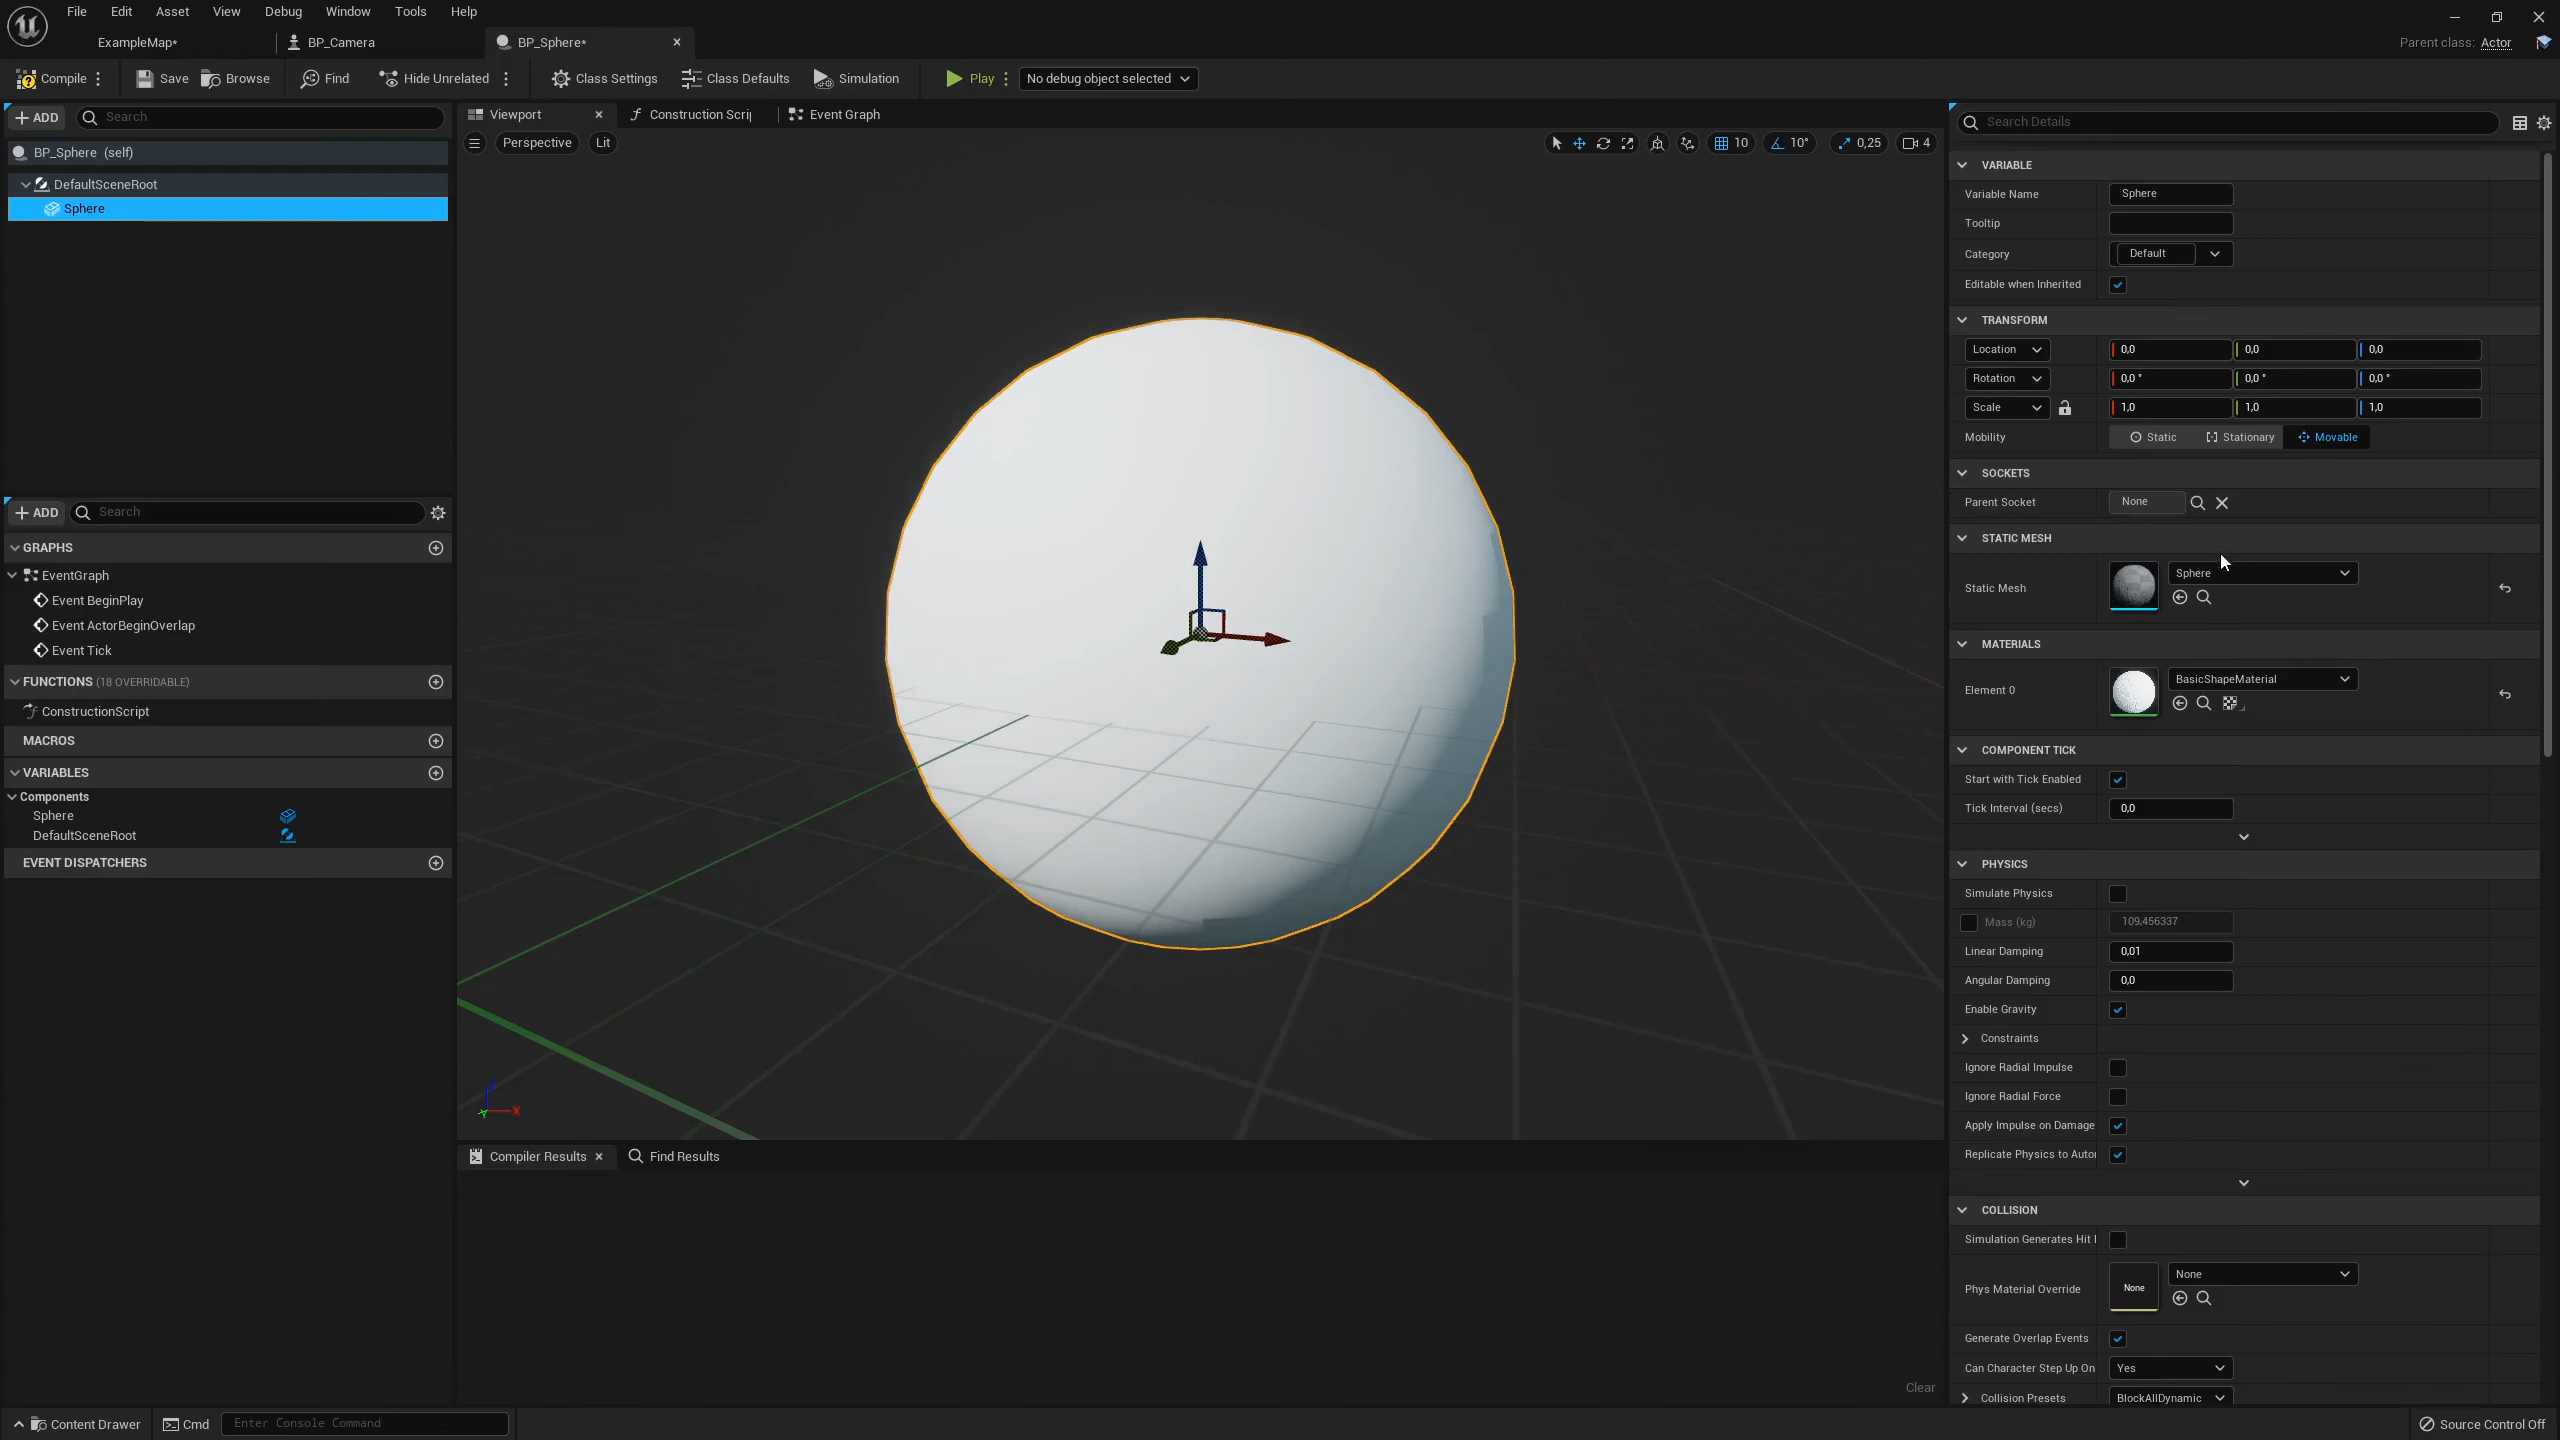 File Edit Asset View Debug Window Tools Help
ExampleMap* BP_Camera BP_Sphere*
Parent class: Actor
Compile Save Browse Find Hide Unrelated Class Settings Class Defaults Simulation Play No debug object selected
ADD Search
BP_Sphere (self)
DefaultSceneRoot
Sphere
ADD Search
GRAPHS
EventGraph
Event BeginPlay
Event ActorBeginOverlap
Event Tick
FUNCTIONS (18 OVERRIDABLE)
ConstructionScript
MACROS
VARIABLES
Components
Sphere
DefaultSceneRoot
EVENT DISPATCHERS
Viewport Construction Scrij Event Graph
Perspective Lit 10 10° 0,25 4
X
Compiler Results Find Results
Clear
Search Details
VARIABLE
Variable Name Sphere
Tooltip
Category Default
Editable when Inherited
TRANSFORM
Location 0,0 0,0 0,0
Rotation 0,0 ° 0,0 ° 0,0 °
Scale 1,0 1,0 1,0
Mobility Static Stationary Movable
SOCKETS
Parent Socket None
STATIC MESH
Static Mesh Sphere
MATERIALS
Element 0 BasicShapeMaterial
COMPONENT TICK
Start with Tick Enabled
Tick Interval (secs) 0,0
PHYSICS
Simulate Physics
Mass (kg) 109,456337
Linear Damping 0,01
Angular Damping 0,0
Enable Gravity
Constraints
Ignore Radial Impulse
Ignore Radial Force
Apply Impulse on Damage
Replicate Physics to Autor
COLLISION
Simulation Generates Hit
Phys Material Override None None
Generate Overlap Events
Can Character Step Up On Yes
Collision Presets BlockAllDynamic
Content Drawer Cmd Enter Console Command Source Control Off